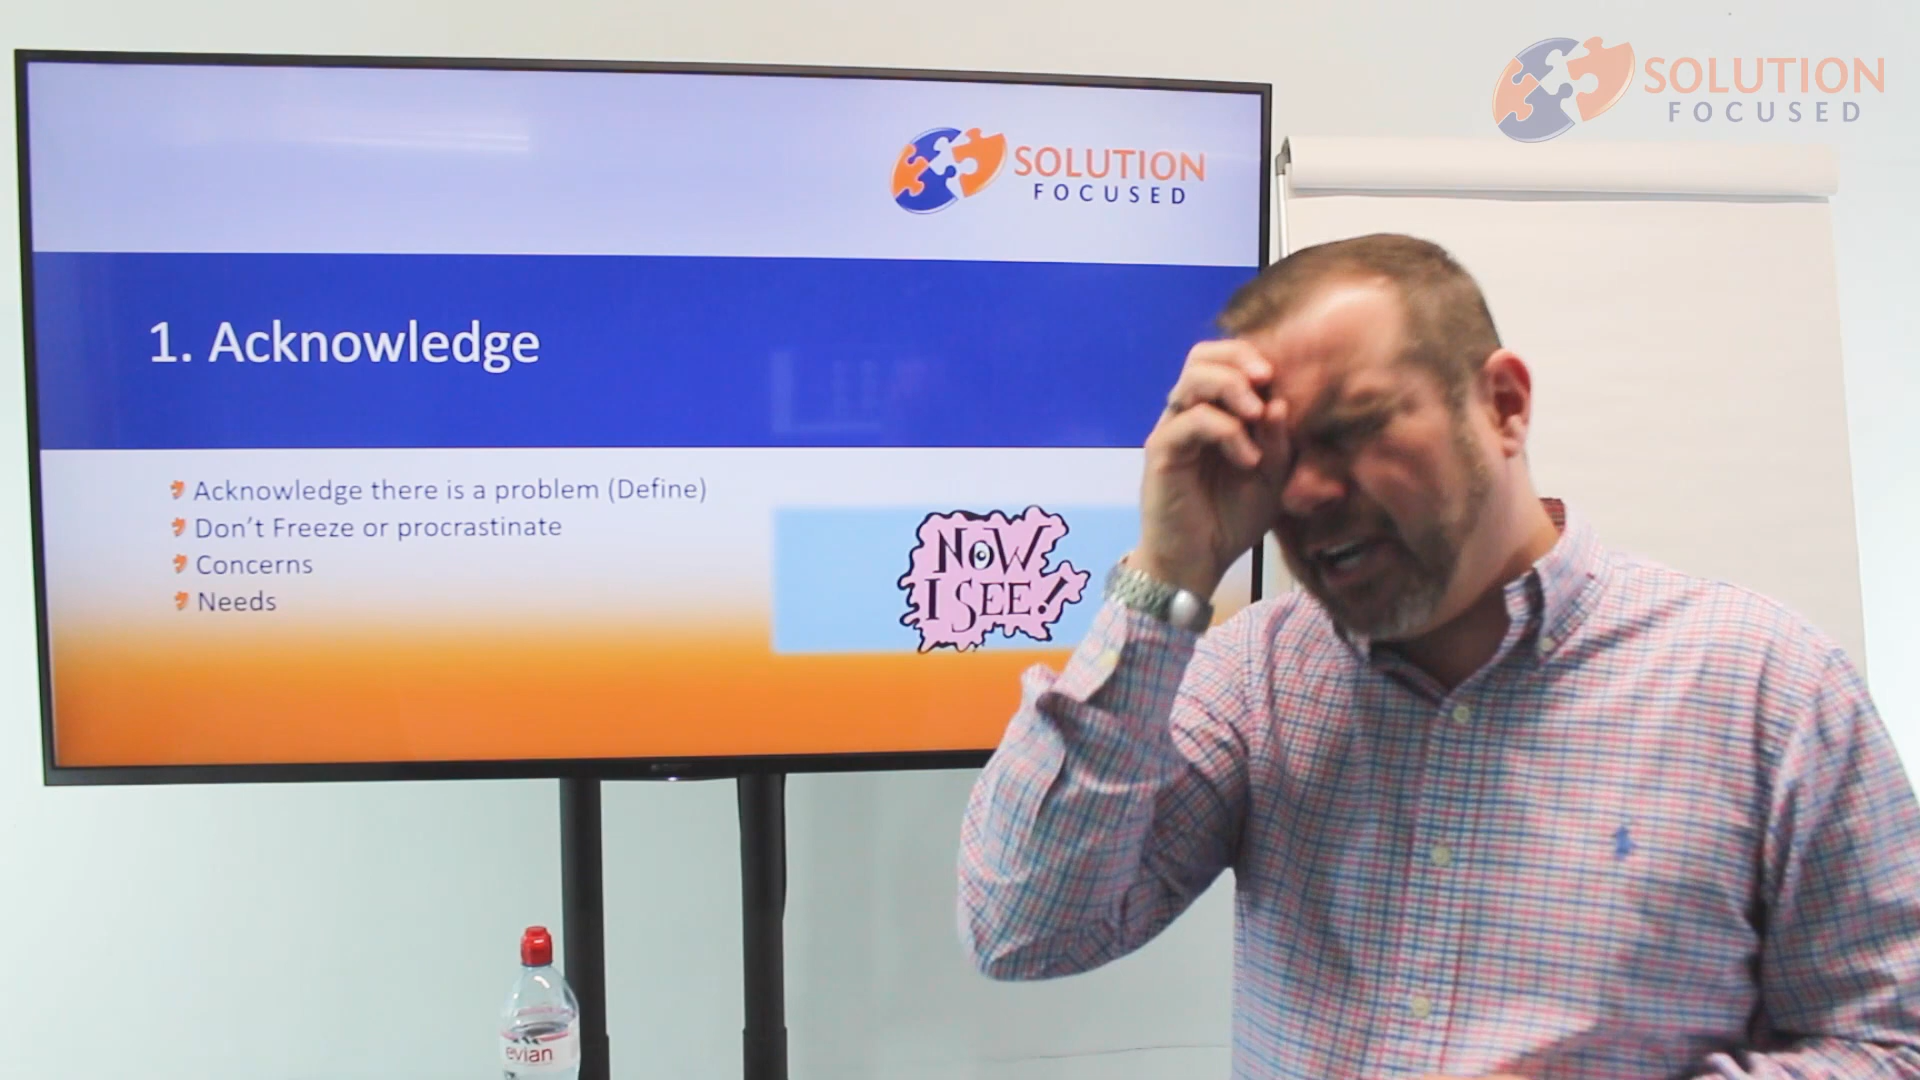 SOLUTION
FOCUSED
SOLUTION
FOCUSED
1. Acknowledge
Acknowledge there is a problem (Define)
Don't Freeze or procrastinate
Concerns
Needs
NOW
I SEE!
evian